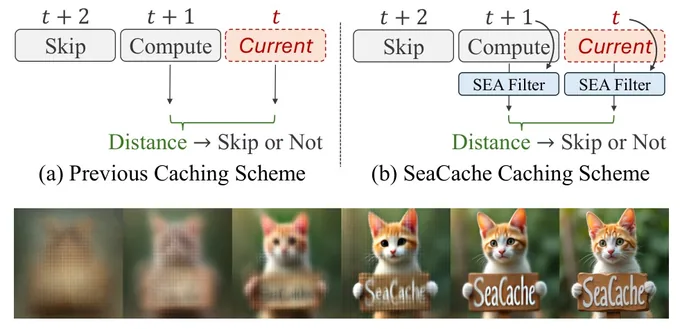 t + 2 t + 1 t
Skip Compute Current
Distance → Skip or Not
(a) Previous Caching Scheme
t + 2 t + 1 t
Skip Compute Current
SEA Filter SEA Filter
Distance → Skip or Not
(b) SeaCache Caching Scheme
SeaCache
SeaCache
SeaCache
SeaCache